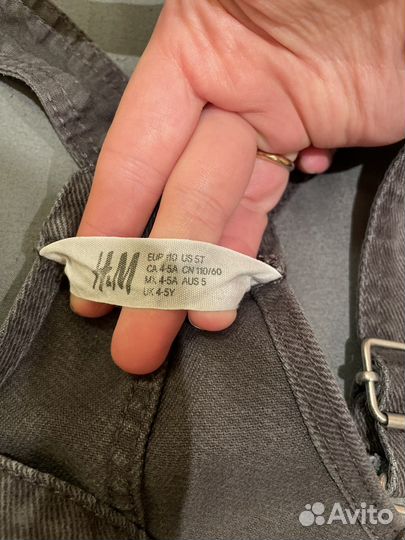 H&M
EUR 110 US 5T
CA 4-5A CN 110/60
MX 4-5A AUS 5
UK 4-5Y
Avito